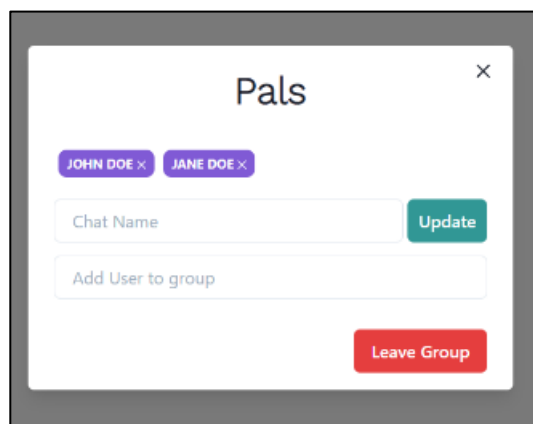 Pals
JOHN DOE × JANE DOE ×
Chat Name Update
Add User to group
Leave Group